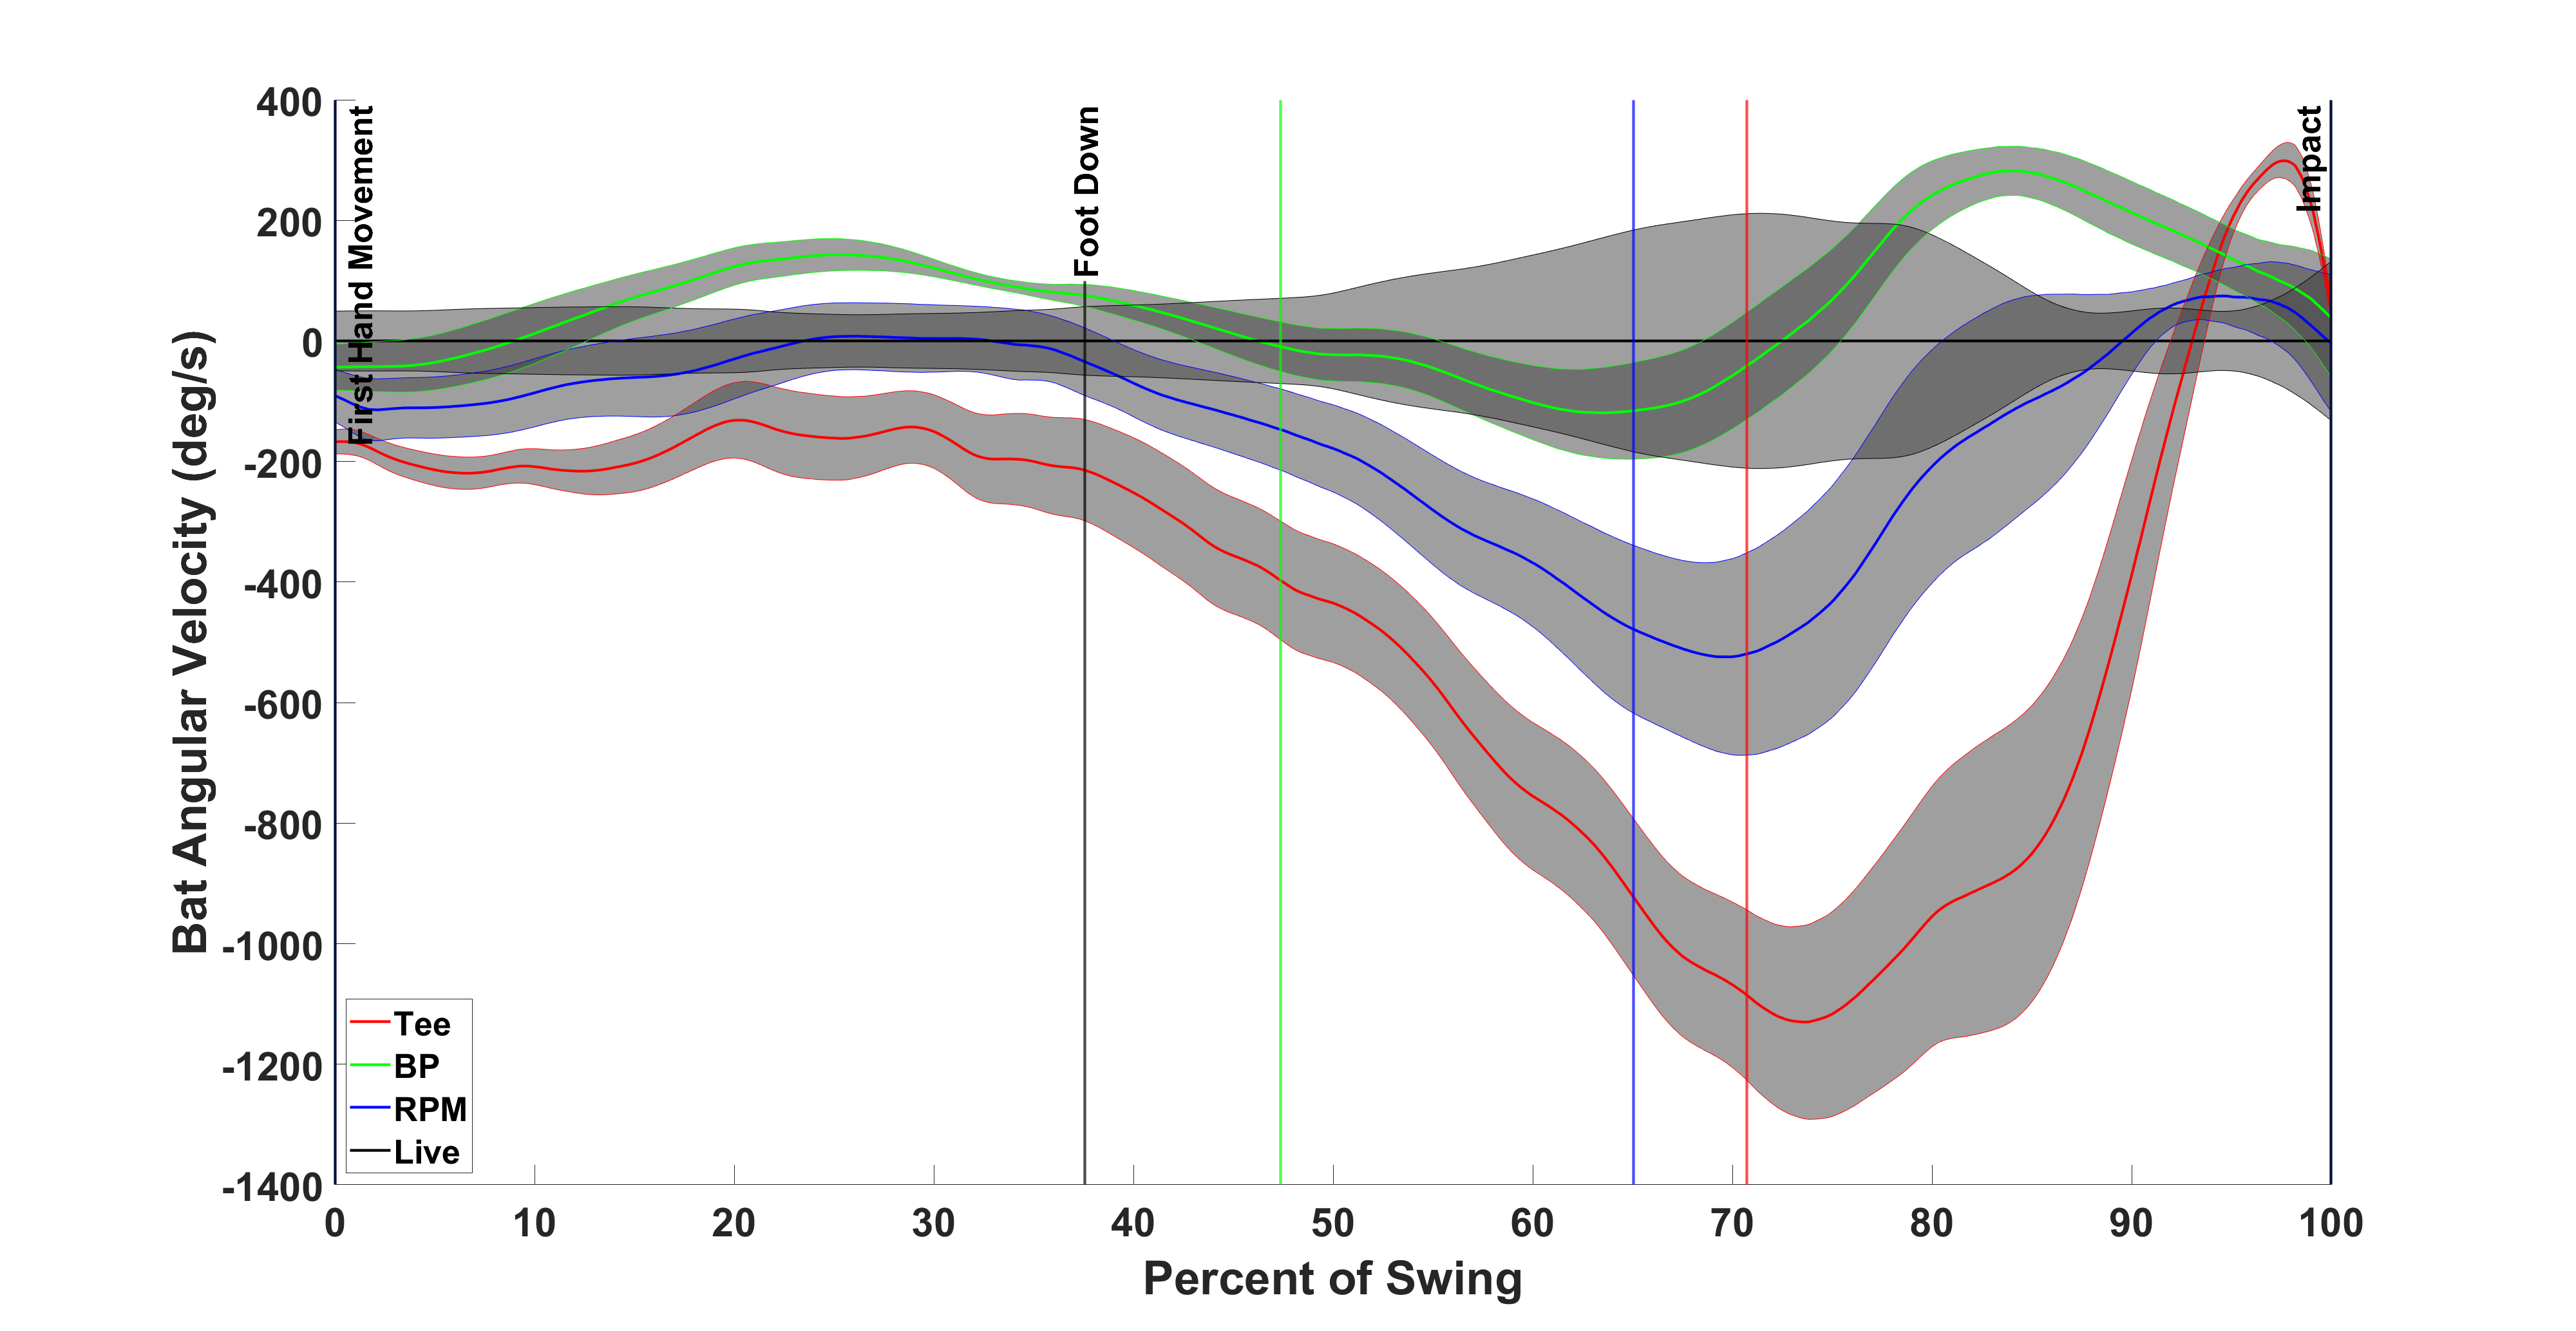 400
200
0
-200
-400
-600
-800
-1000
-1200
-1400
Bat Angular Velocity (deg/s)
First Hand Movement
Foot Down
Impact
Tee
BP
RPM
Live
0 10 20 30 40 50 60 70 80 90 100
Percent of Swing